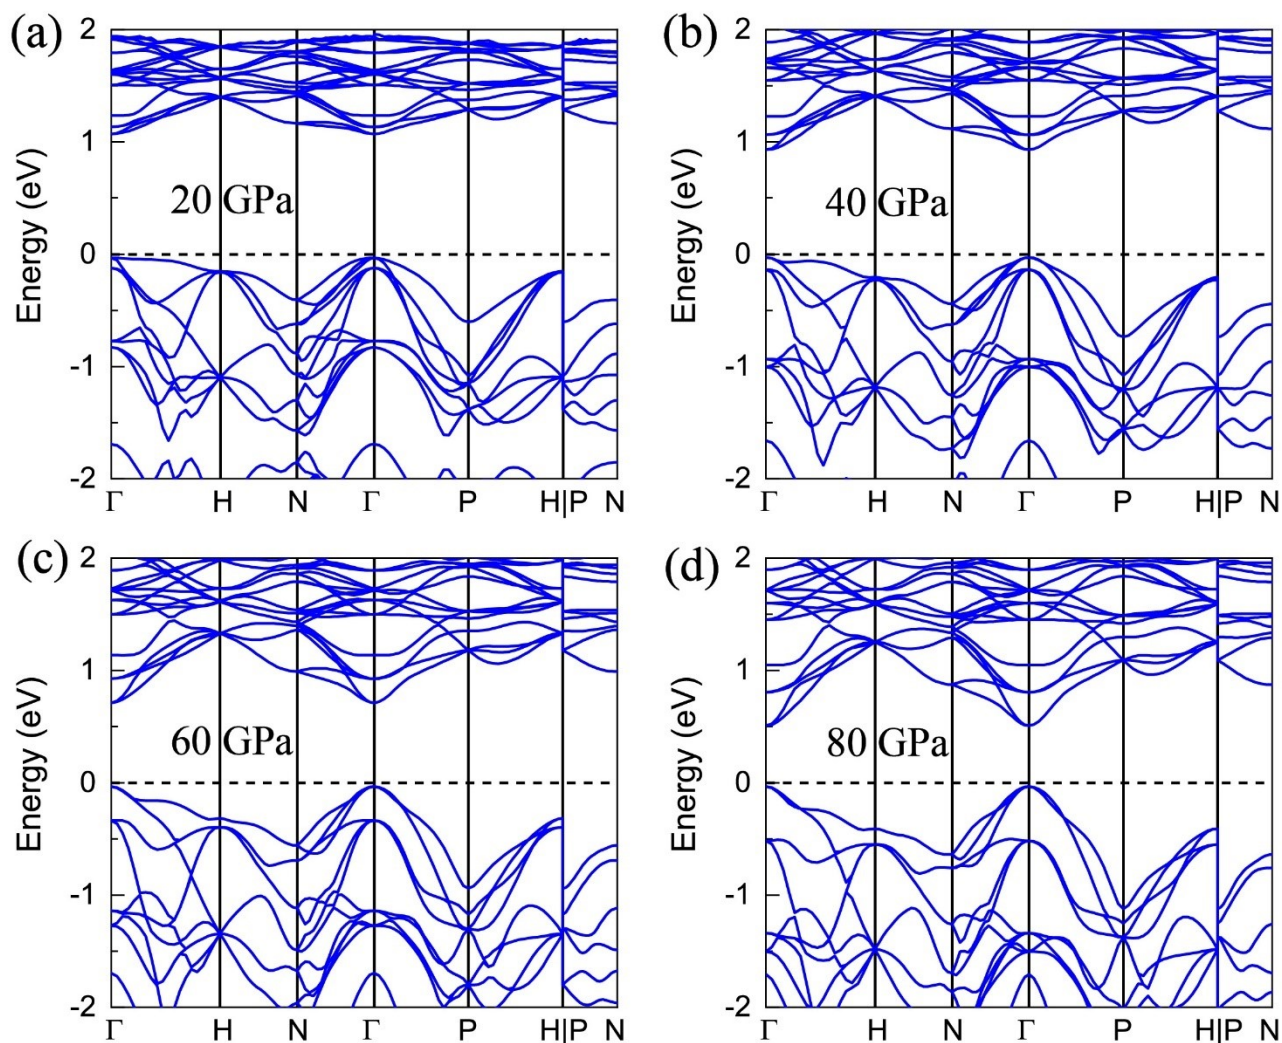 (a)
2
1
0
-1
-2
Energy (eV)
20 GPa
Γ H N Γ P H|P N
(b)
2
1
0
-1
-2
Energy (eV)
40 GPa
Γ H N Γ P H|P N
(c)
2
1
0
-1
-2
Energy (eV)
60 GPa
Γ H N Γ P H|P N
(d)
2
1
0
-1
-2
Energy (eV)
80 GPa
Γ H N Γ P H|P N